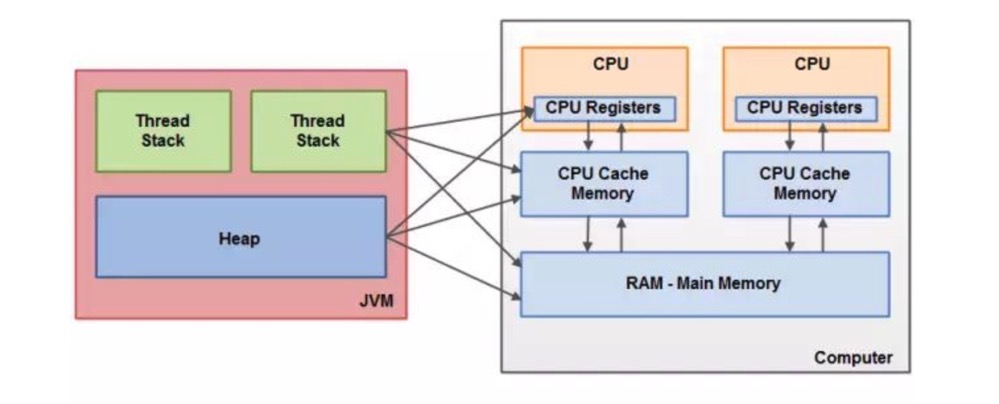 Thread
Stack
Thread
Stack
Heap
JVM
CPU
CPU Registers
CPU Cache
Memory
CPU
CPU Registers
CPU Cache
Memory
RAM - Main Memory
Computer